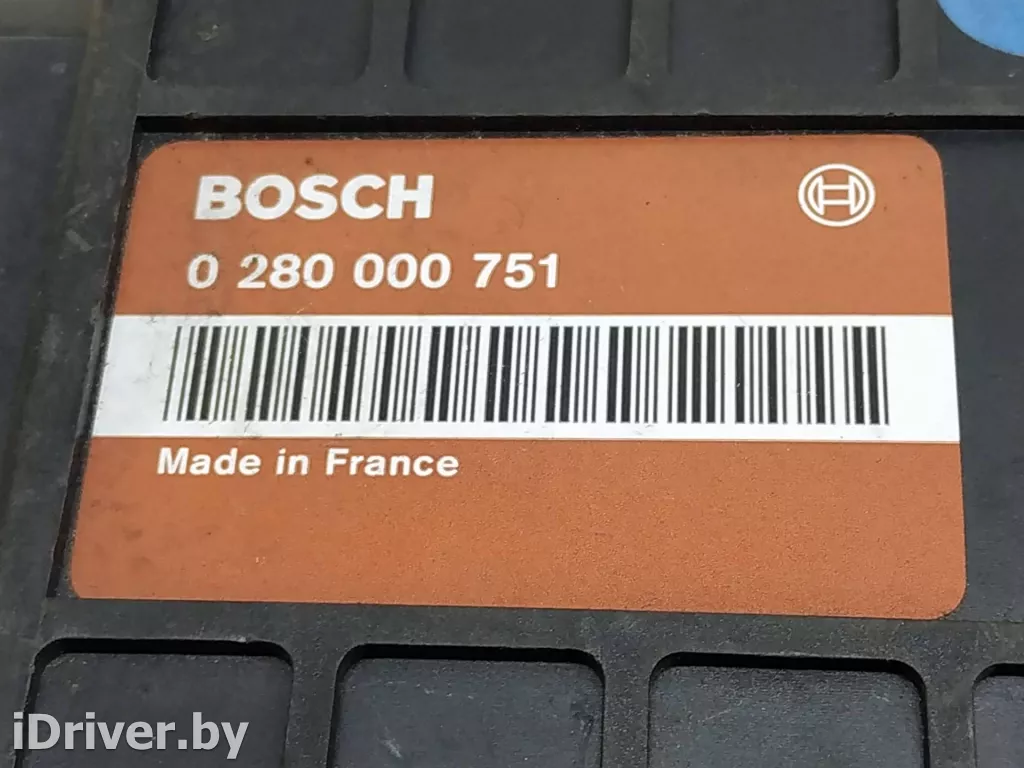 BOSCH
0 280 000 751
Made in France
iDriver.by